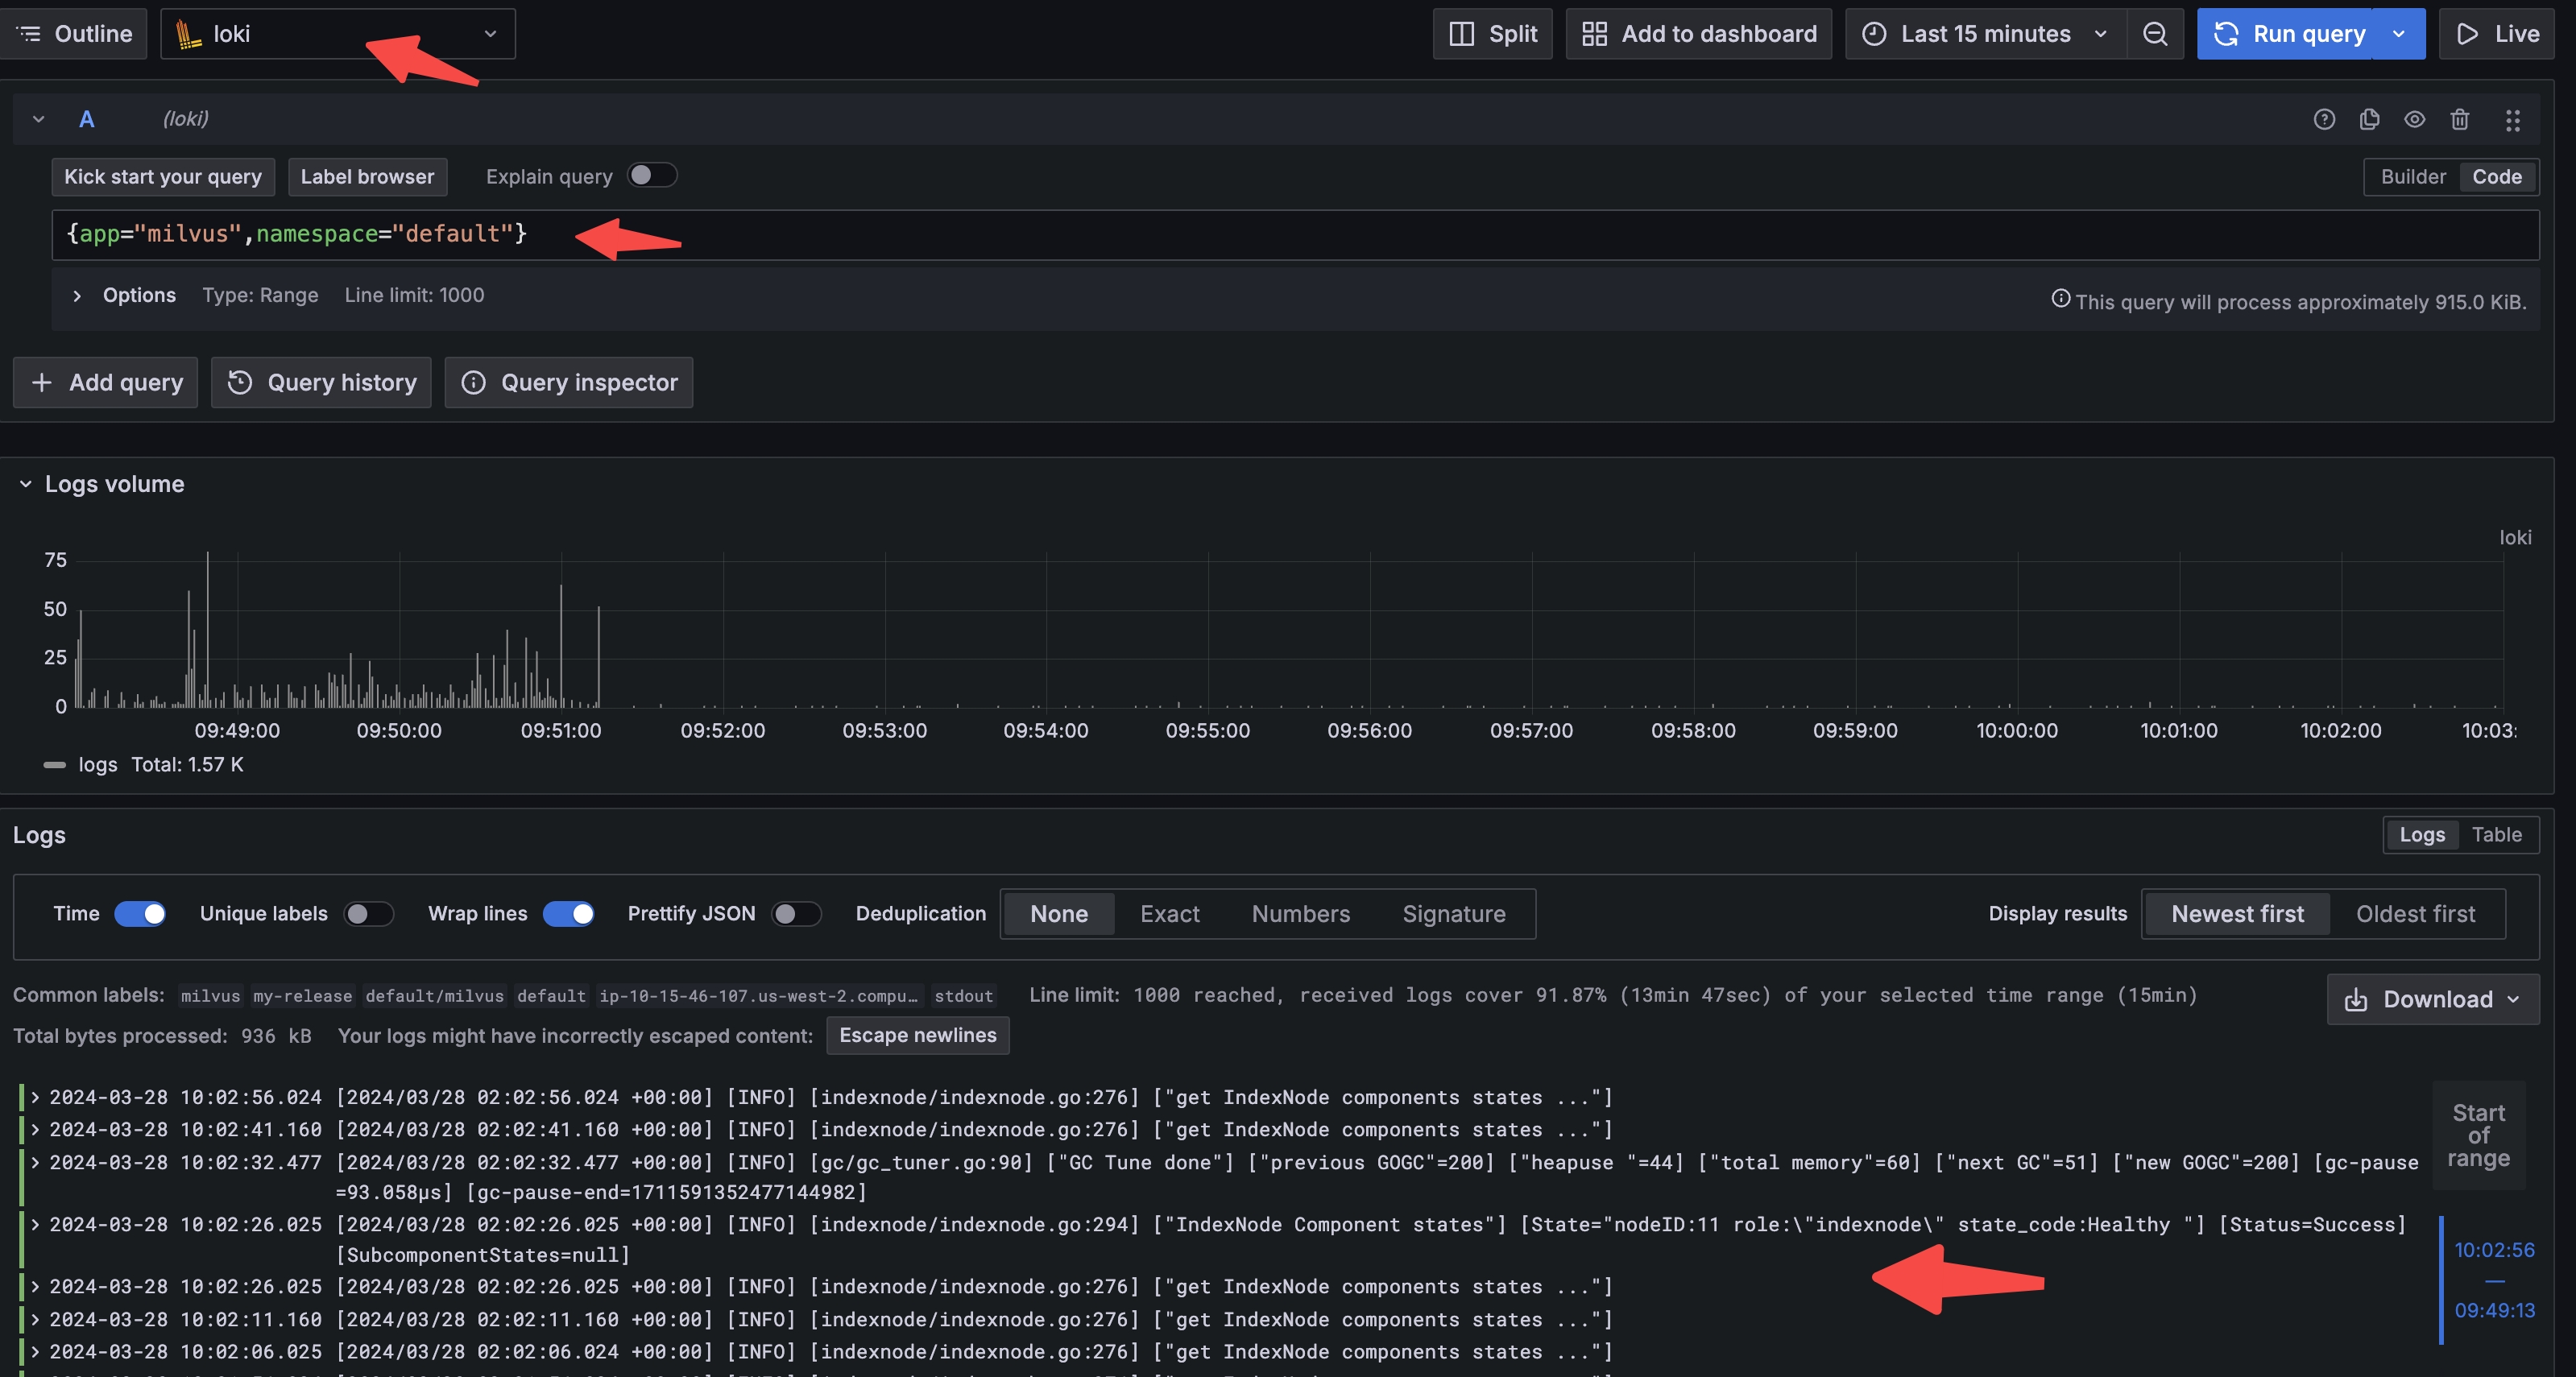 Outline loki Split Add to dashboard Last 15 minutes Run query Live
A (loki)
Kick start your query Label browser Explain query Builder Code
{app="milvus",namespace="default"}
Options Type: Range Line limit: 1000 This query will process approximately 915.0 KiB.
Add query Query history Query inspector
Logs volume
loki
75
50
25
0
09:49:00 09:50:00 09:51:00 09:52:00 09:53:00 09:54:00 09:55:00 09:56:00 09:57:00 09:58:00 09:59:00 10:00:00 10:01:00 10:02:00 10:03:
logs Total: 1.57 K
Logs Logs Table
Time Unique labels Wrap lines Prettify JSON Deduplication None Exact Numbers Signature Display results Newest first Oldest first
Common labels: milvus my-release default/milvus default ip-10-15-46-107.us-west-2.compu… stdout Line limit: 1000 reached, received logs cover 91.87% (13min 47sec) of your selected time range (15min) Download
Total bytes processed: 936 kB Your logs might have incorrectly escaped content: Escape newlines
2024-03-28 10:02:56.024 [2024/03/28 02:02:56.024 +00:00] [INFO] [indexnode/indexnode.go:276] ["get IndexNode components states ..."]
2024-03-28 10:02:41.160 [2024/03/28 02:02:41.160 +00:00] [INFO] [indexnode/indexnode.go:276] ["get IndexNode components states ..."]
2024-03-28 10:02:32.477 [2024/03/28 02:02:32.477 +00:00] [INFO] [gc/gc_tuner.go:90] ["GC Tune done"] ["previous GOGC"=200] ["heapuse "=44] ["total memory"=60] ["next GC"=51] ["new GOGC"=200] [gc-pause
=93.058µs] [gc-pause-end=1711591352477144982]
2024-03-28 10:02:26.025 [2024/03/28 02:02:26.025 +00:00] [INFO] [indexnode/indexnode.go:294] ["IndexNode Component states"] [State="nodeID:11 role:\"indexnode\" state_code:Healthy "] [Status=Success]
[SubcomponentStates=null]
2024-03-28 10:02:26.025 [2024/03/28 02:02:26.025 +00:00] [INFO] [indexnode/indexnode.go:276] ["get IndexNode components states ..."]
2024-03-28 10:02:11.160 [2024/03/28 02:02:11.160 +00:00] [INFO] [indexnode/indexnode.go:276] ["get IndexNode components states ..."]
2024-03-28 10:02:06.025 [2024/03/28 02:02:06.024 +00:00] [INFO] [indexnode/indexnode.go:276] ["get IndexNode components states ..."]
Start
of
range
10:02:56
—
09:49:13